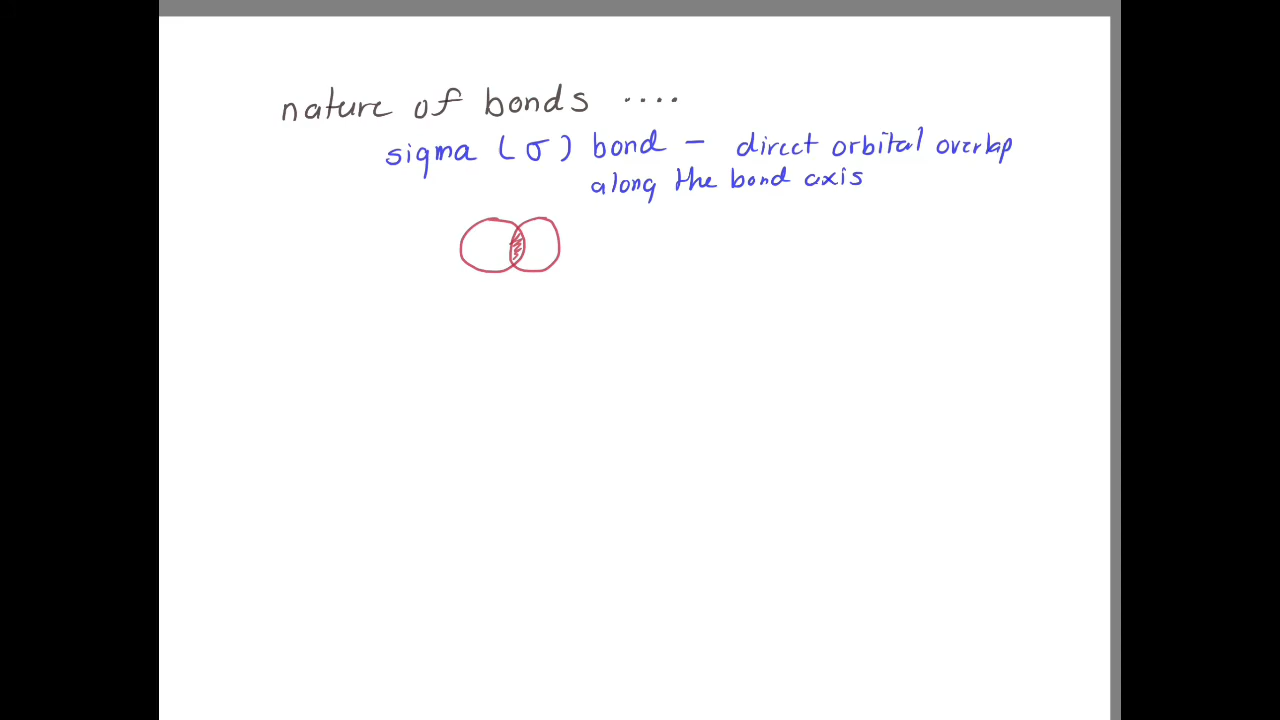 nature of bonds ....
sigma (σ) bond – direct orbital overlap
along the bond axis